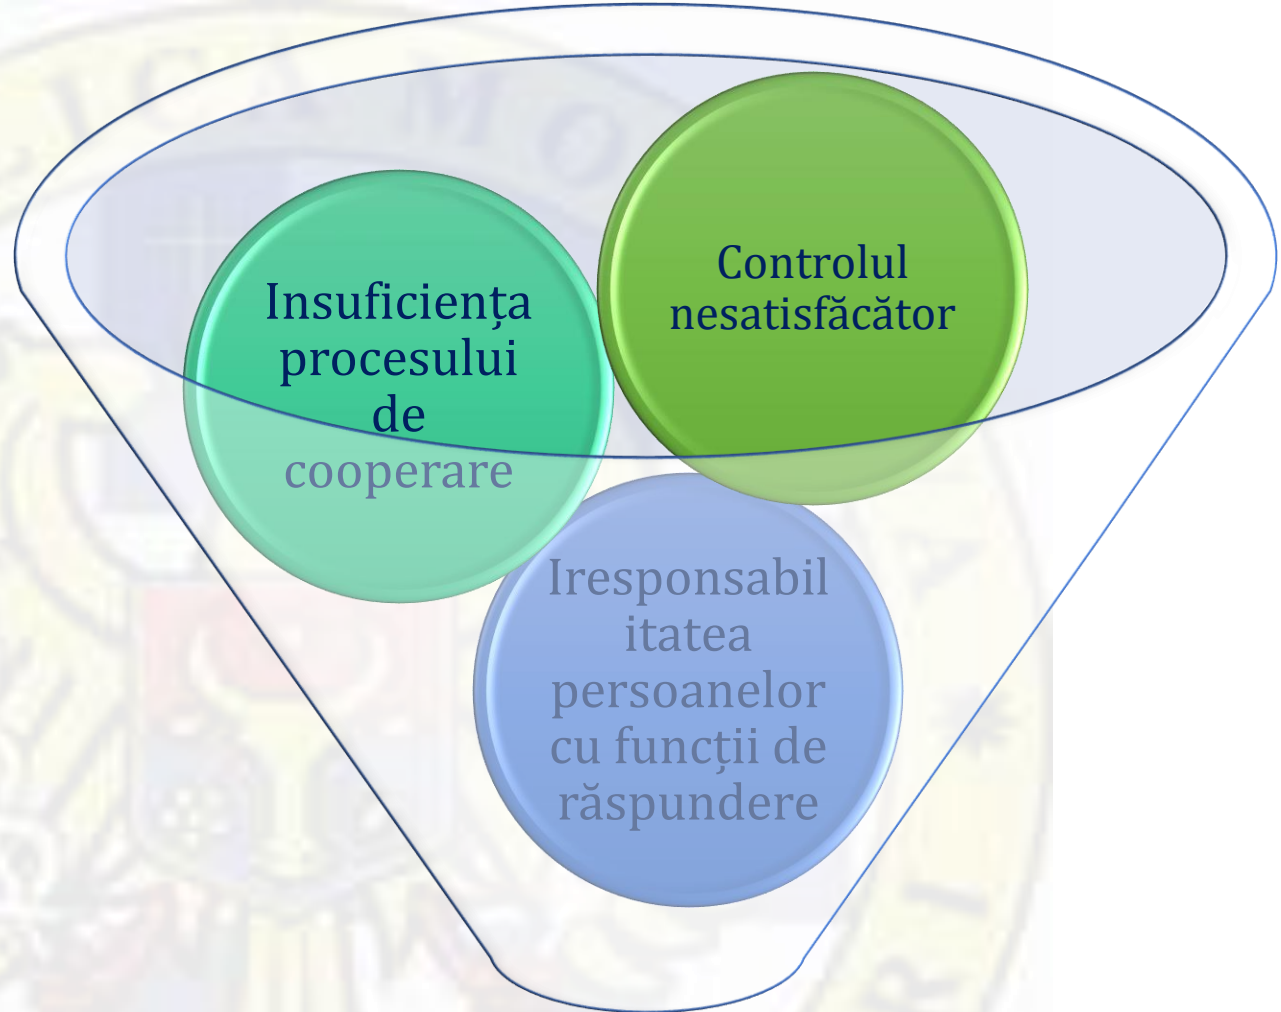 Insuficiența
procesului
de
cooperare
Controlul
nesatisfăcător
Iresponsabil
itatea
persoanelor
cu funcții de
răspundere